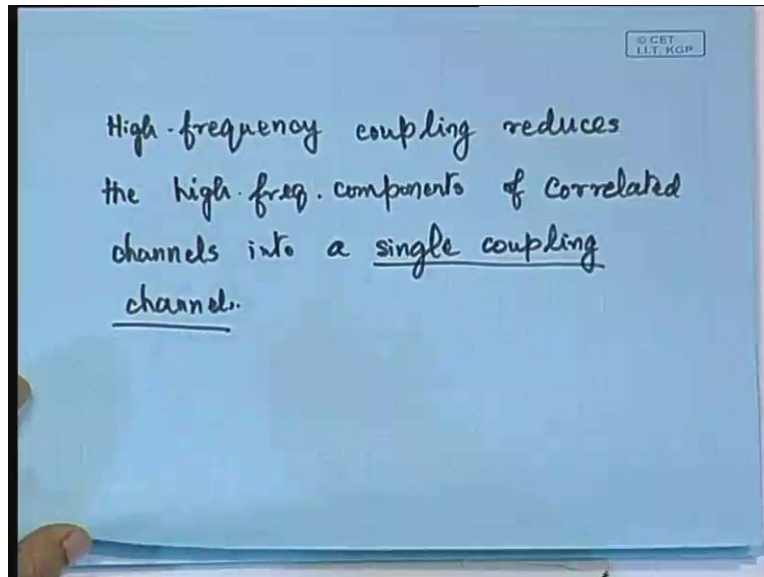 © CET
I.I.T. KGP
High-frequency coupling reduces
the high-freq. components of correlated
channels into a single coupling
channel.